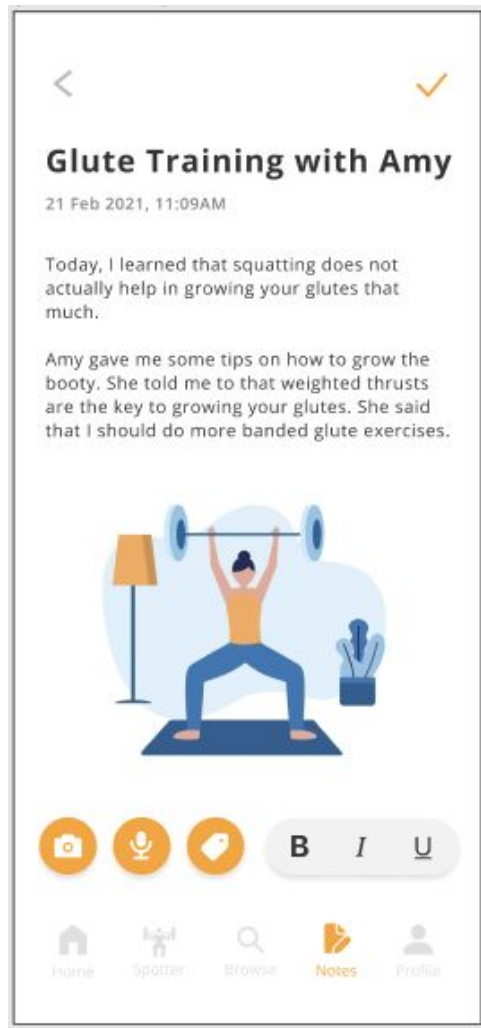 Glute Training with Amy
21 Feb 2021, 11:09AM
Today, I learned that squatting does not
actually help in growing your glutes that
much.
Amy gave me some tips on how to grow the
booty. She told me to that weighted thrusts
are the key to growing your glutes. She said
that I should do more banded glute exercises.
B I U
Home Spotter Browse Notes Profile